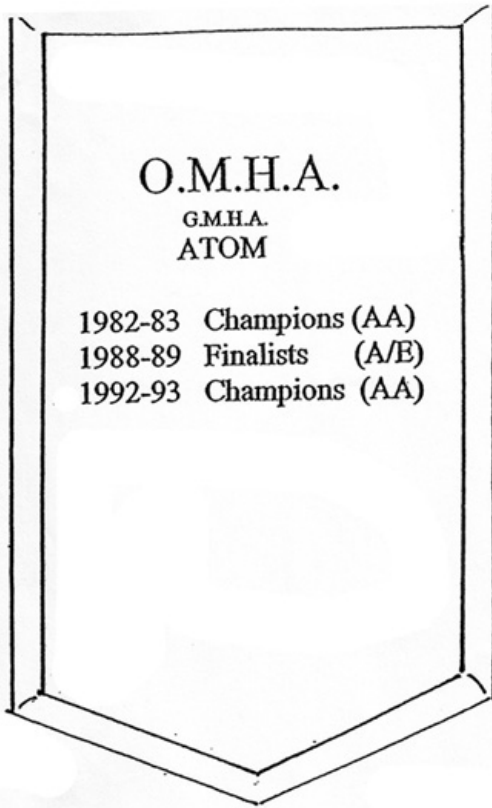 O.M.H.A.
G.M.H.A.
ATOM
1982-83 Champions (AA)
1988-89 Finalists (A/E)
1992-93 Champions (AA)